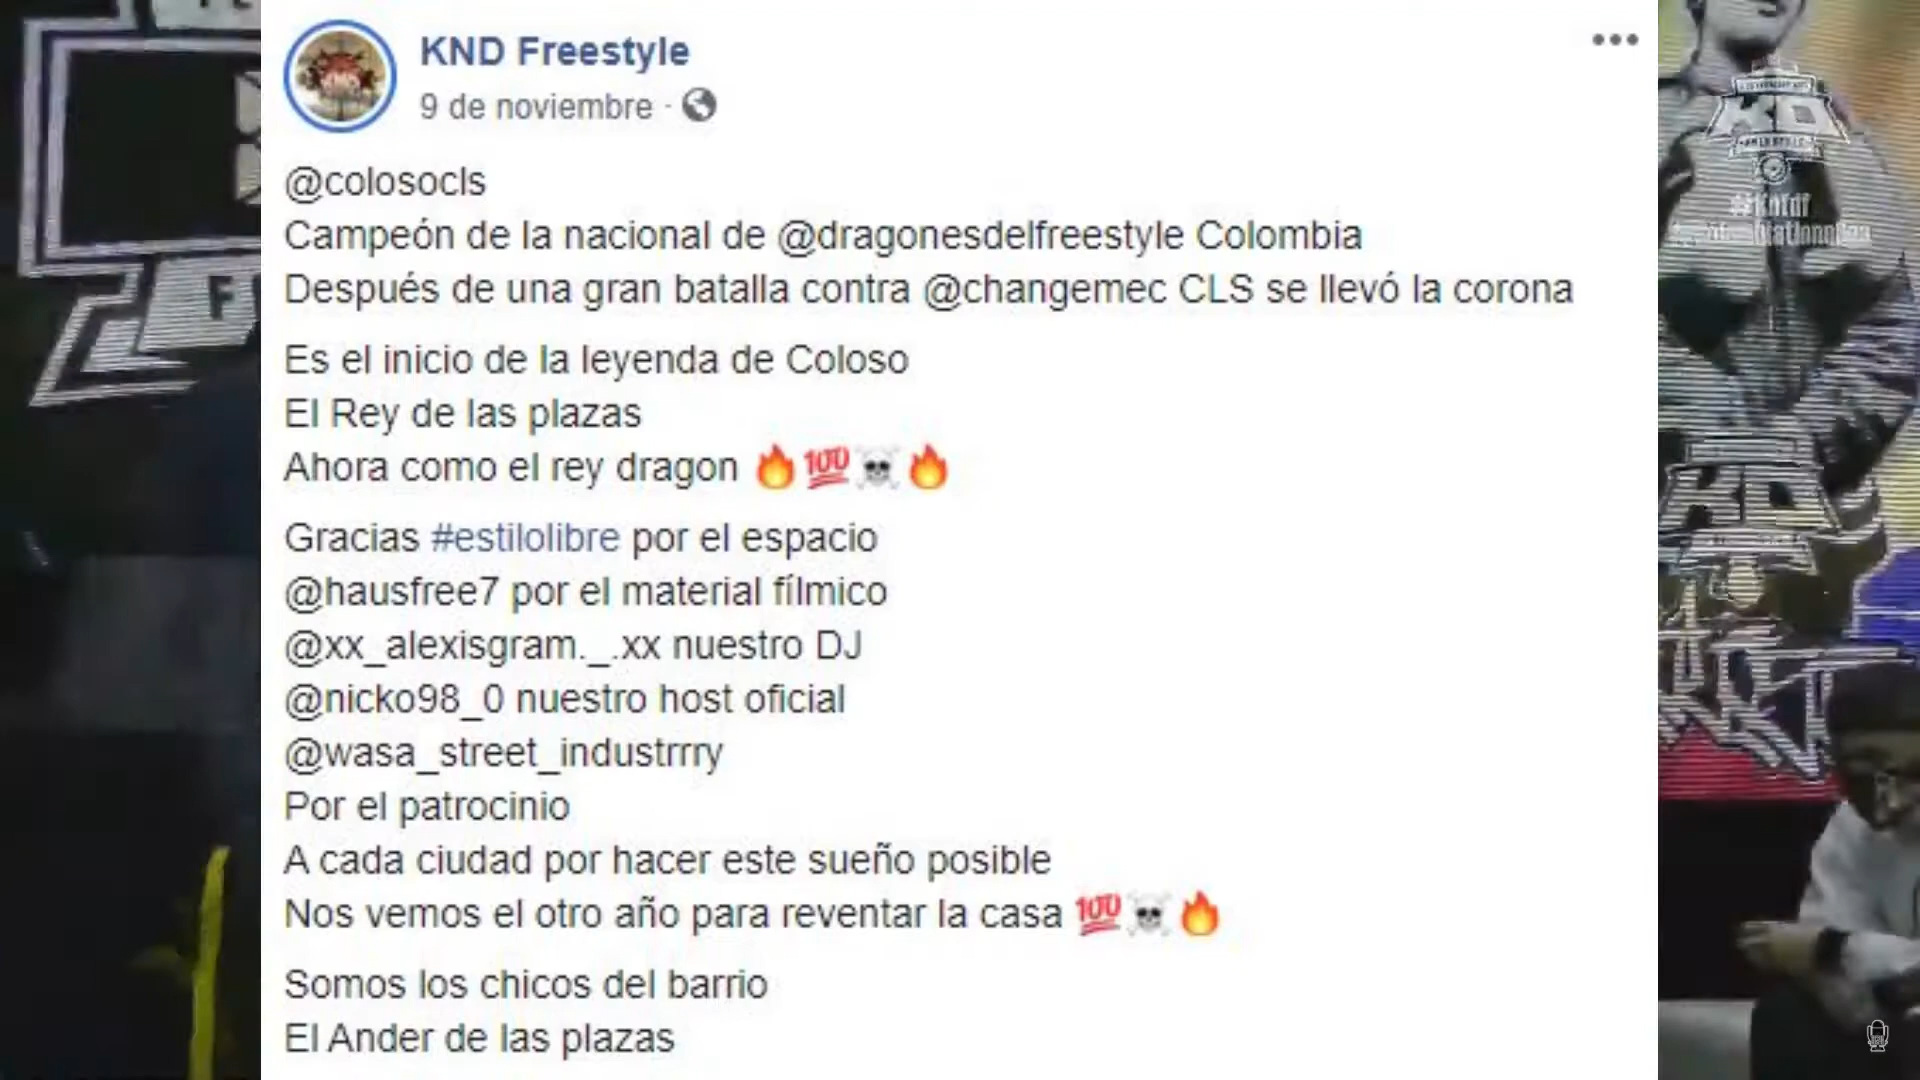 KND Freestyle
9 de noviembre ·
@colosocls
Campeón de la nacional de @dragonesdelfreestyle Colombia
Después de una gran batalla contra @changemec CLS se llevó la corona
Es el inicio de la leyenda de Coloso
El Rey de las plazas
Ahora como el rey dragon 🔥💯☠️🔥
Gracias #estilolibre por el espacio
@hausfree7 por el material fílmico
@xx_alexisgram._.xx nuestro DJ
@nicko98_0 nuestro host oficial
@wasa_street_industrrry
Por el patrocinio
A cada ciudad por hacer este sueño posible
Nos vemos el otro año para reventar la casa 💯☠️🔥
Somos los chicos del barrio
El Ander de las plazas